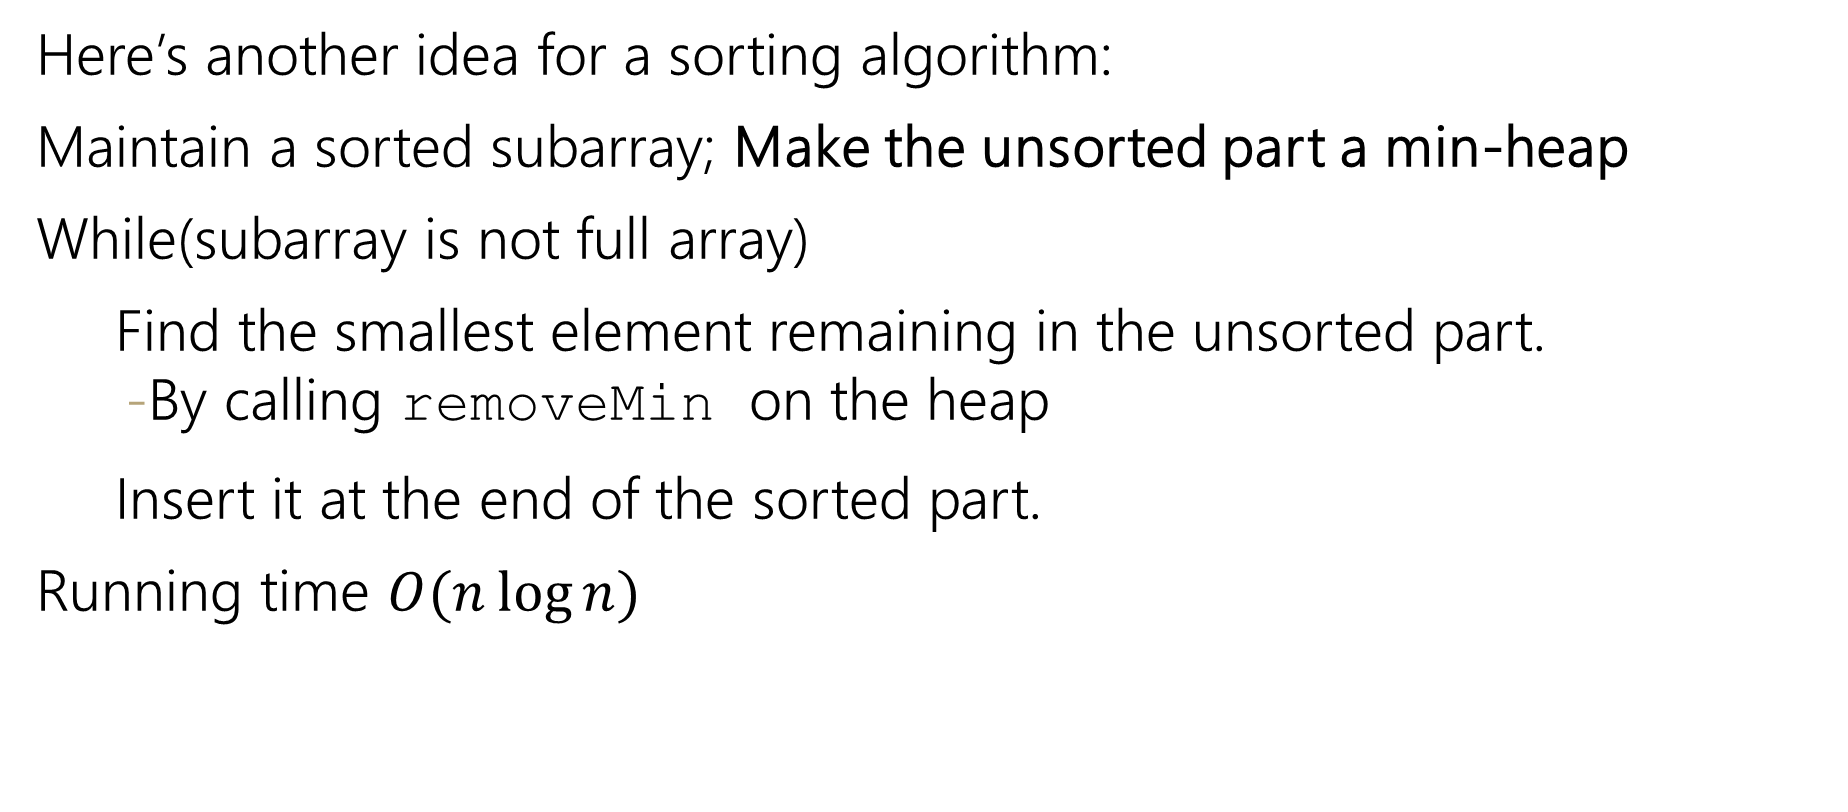 Here’s another idea for a sorting algorithm:
Maintain a sorted subarray; Make the unsorted part a min-heap
While(subarray is not full array)
Find the smallest element remaining in the unsorted part.
-By calling removeMin on the heap
Insert it at the end of the sorted part.
Running time O(n log n)